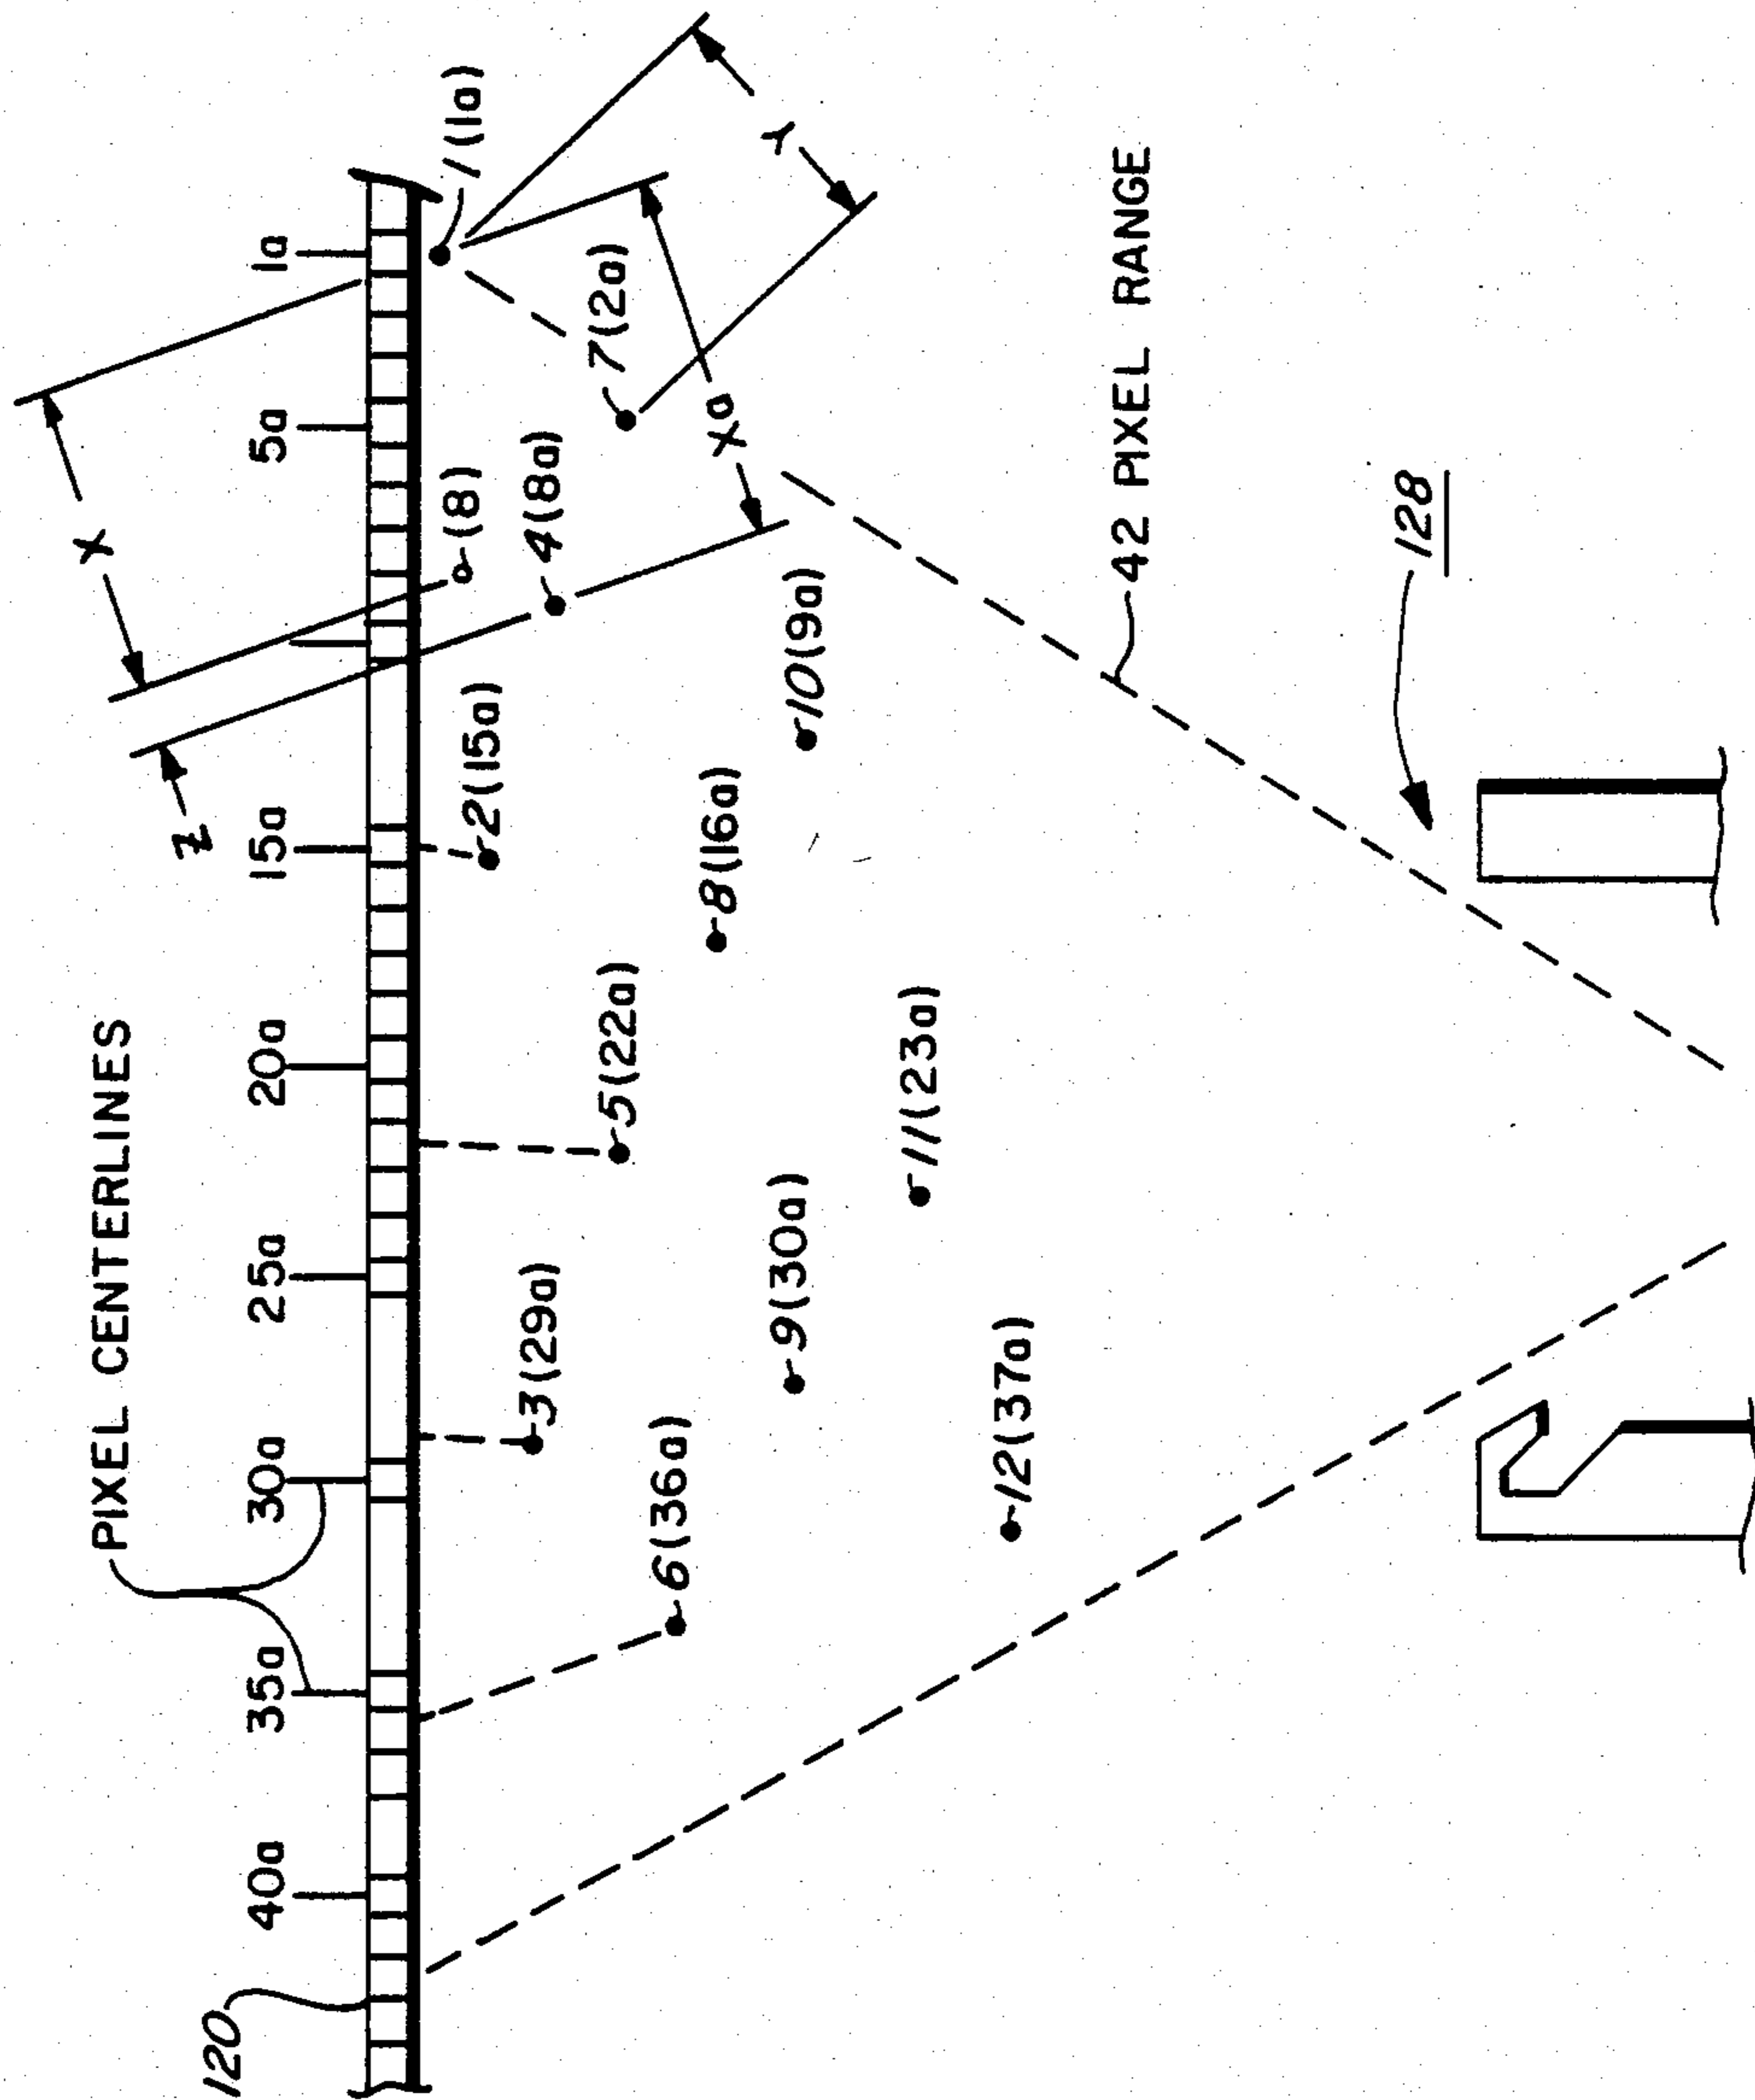 PIXEL CENTERLINES
120
40a
35a
30a
25a
20a
15a
5a
1a
X
Z
1(1a)
(8)
2(15a)
4(8a)
3(29a)
5(22a)
7(2a)
Y
6(36a)
8(16a)
Xa
9(30a)
10(9a)
11(23a)
12(37a)
42 PIXEL RANGE
128